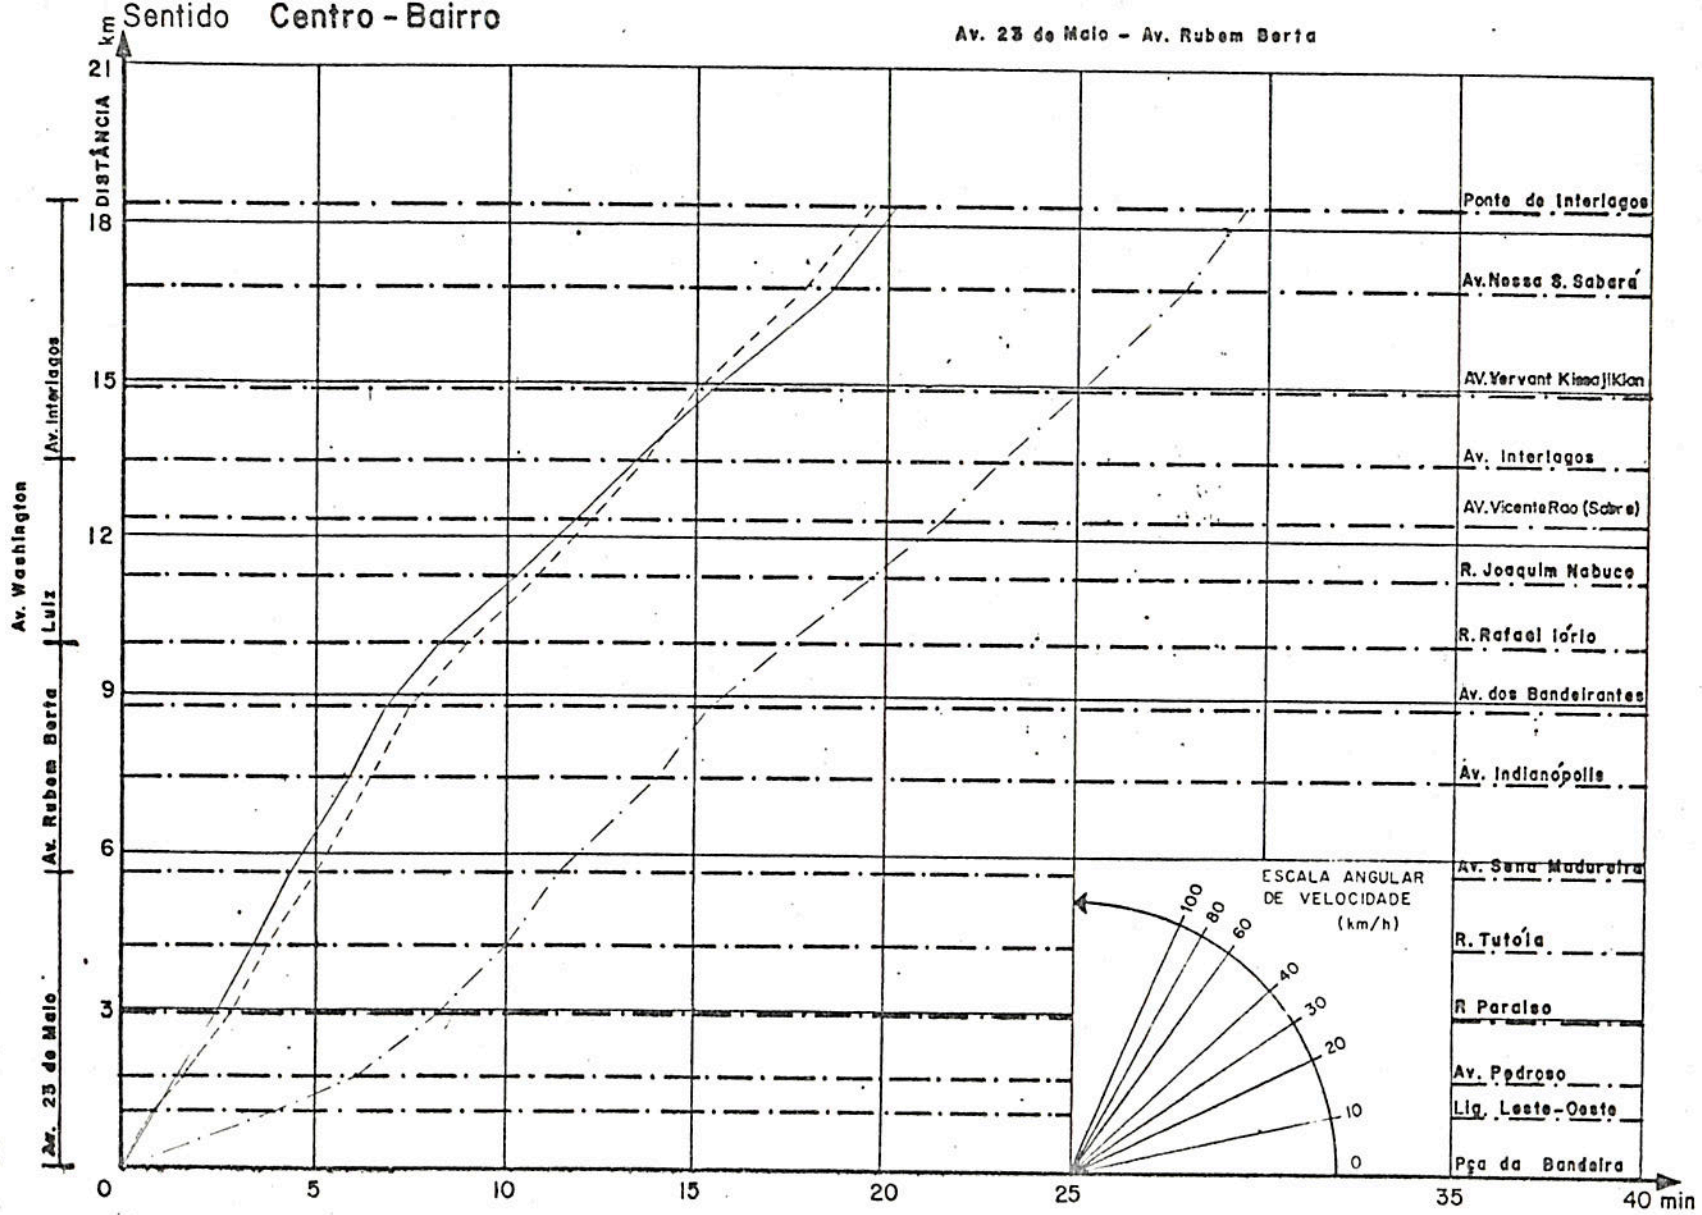 Sentido Centro-Bairro
Av. 23 de Maio - Av. Rubem Berta
km
DISTÂNCIA
21
18
15
12
9
6
3
0
5
10
15
20
25
35
40 min
Av. Interlagos
Av. Washington
Luiz
Av. Rubem Berta
Av. 23 de Maio
Ponte de Interlagos
Av. Nossa S. Sabará
AV. Yervant Kissajikian
Av. Interlagos
AV. Vicente Rao (Sabre)
R. Joaquim Nabuco
R. Rafael Iório
Av. dos Bandeirantes
Av. Indianópolis
Av. Sena Madureira
R. Tutóia
R Paraiso
Av. Pedroso
Lig. Leste-Oeste
Pça da Bandeira
ESCALA ANGULAR
DE VELOCIDADE
(km/h)
100
80
60
40
30
20
10
0